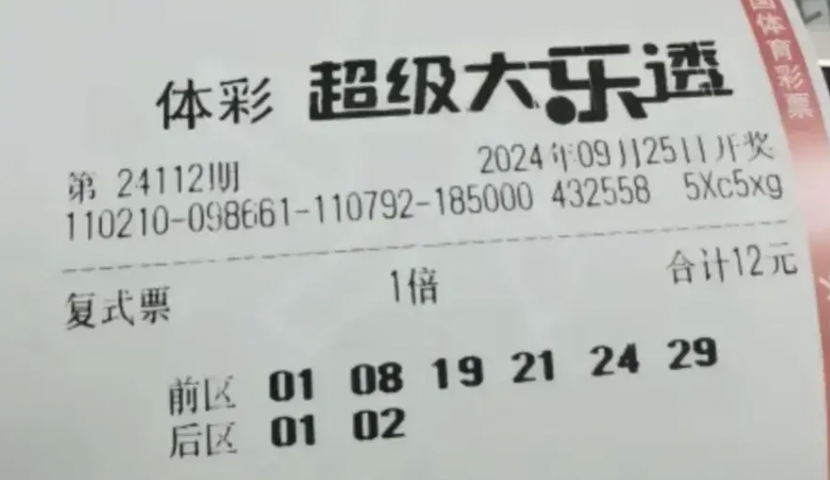 体彩 超级大乐透
第 24112期 2024年09月25日开奖
110210-098661-110792-185000 432558 5Xc5xg
复式票 1倍 合计12元
前区 01 08 19 21 24 29
后区 01 02
国体育彩票